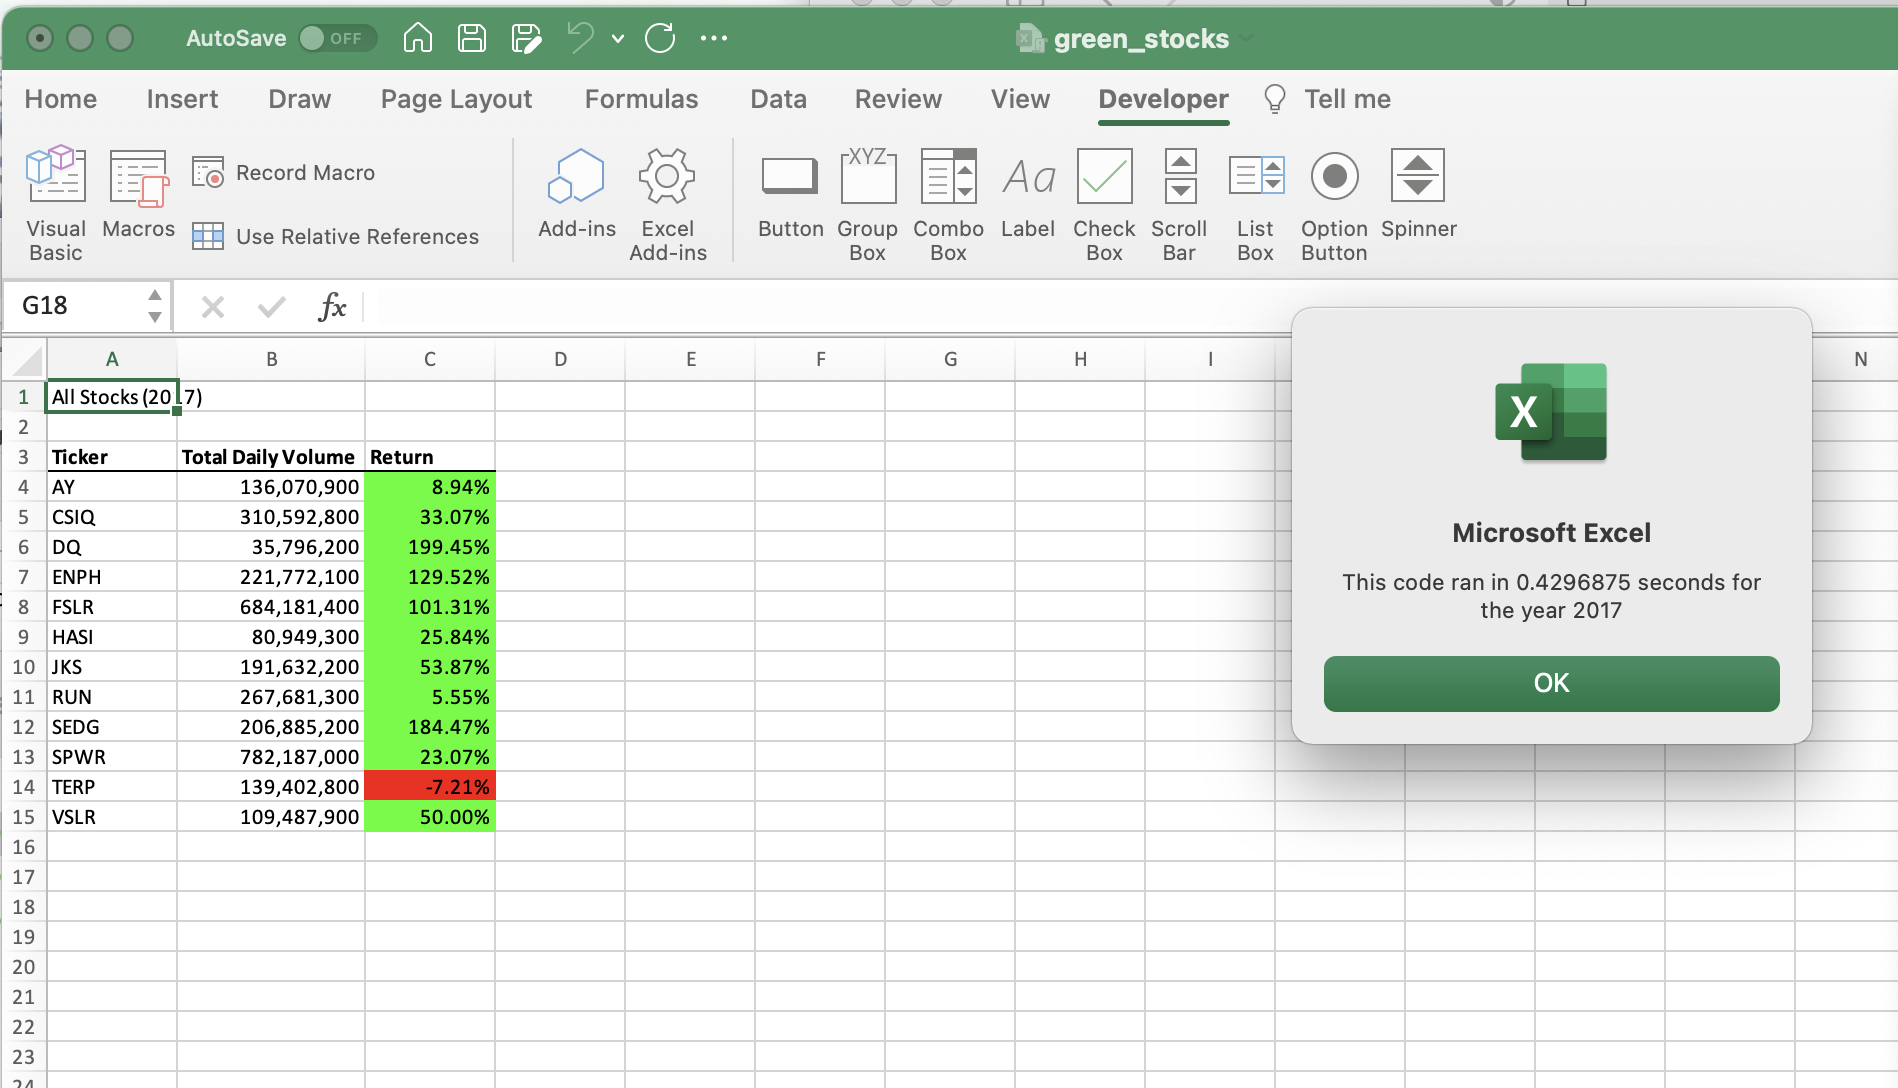 AutoSave OFF green_stocks
Home Insert Draw Page Layout Formulas Data Review View Developer Tell me
Visual Basic
Macros
Record Macro
Use Relative References
Add-ins
Excel Add-ins
Button
XYZ
Group Box
Combo Box
Aa
Label
Check Box
Scroll Bar
List Box
Option Button
Spinner
G18 fx
A B C D E F G H I N
1 All Stocks (2017)
2
3 Ticker Total Daily Volume Return
4 AY 136,070,900 8.94%
5 CSIQ 310,592,800 33.07%
6 DQ 35,796,200 199.45%
7 ENPH 221,772,100 129.52%
8 FSLR 684,181,400 101.31%
9 HASI 80,949,300 25.84%
10 JKS 191,632,200 53.87%
11 RUN 267,681,300 5.55%
12 SEDG 206,885,200 184.47%
13 SPWR 782,187,000 23.07%
14 TERP 139,402,800 -7.21%
15 VSLR 109,487,900 50.00%
16
17
18
19
20
21
22
23
24
X
Microsoft Excel
This code ran in 0.4296875 seconds for
the year 2017
OK